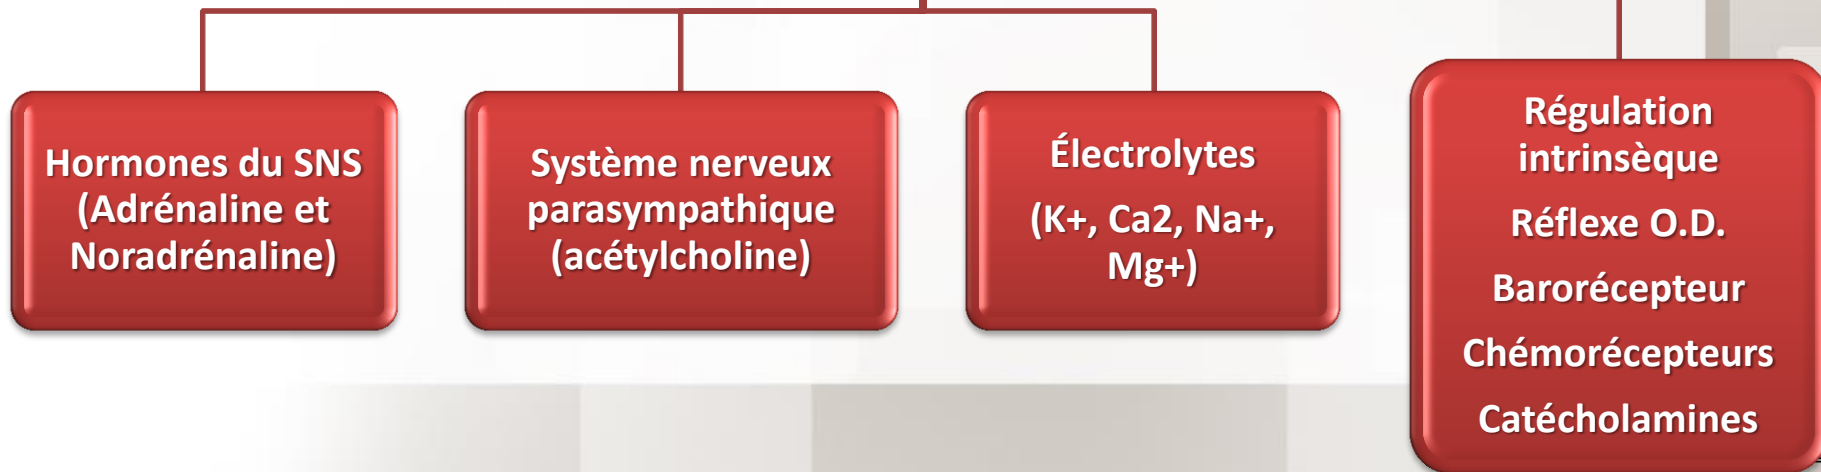 Hormones du SNS
(Adrénaline et
Noradrénaline)
Système nerveux
parasympathique
(acétylcholine)
Électrolytes
(K+, Ca2, Na+,
Mg+)
Régulation
intrinsèque
Réflexe O.D.
Barorécepteur
Chémorécepteurs
Catécholamines